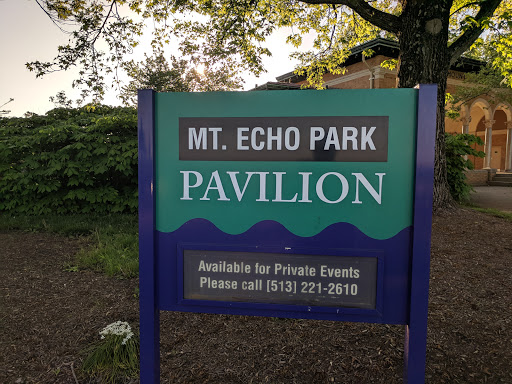 MT. ECHO PARK
PAVILION
Available for Private Events
Please call [513] 221-2610